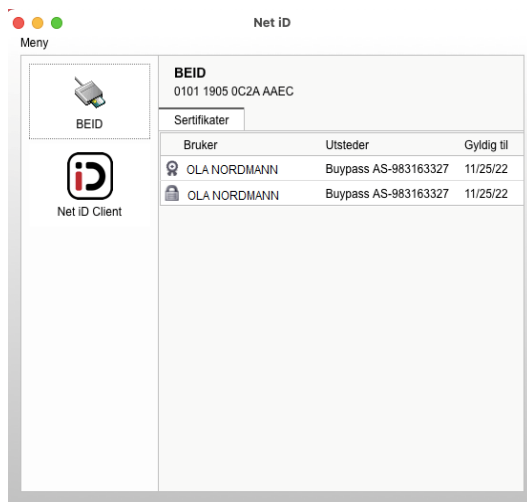 Net iD
Meny
BEID
0101 1905 0C2A AAEC
BEID
Sertifikater
Bruker Utsteder Gyldig til
OLA NORDMANN Buypass AS-983163327 11/25/22
OLA NORDMANN Buypass AS-983163327 11/25/22
iD
Net iD Client